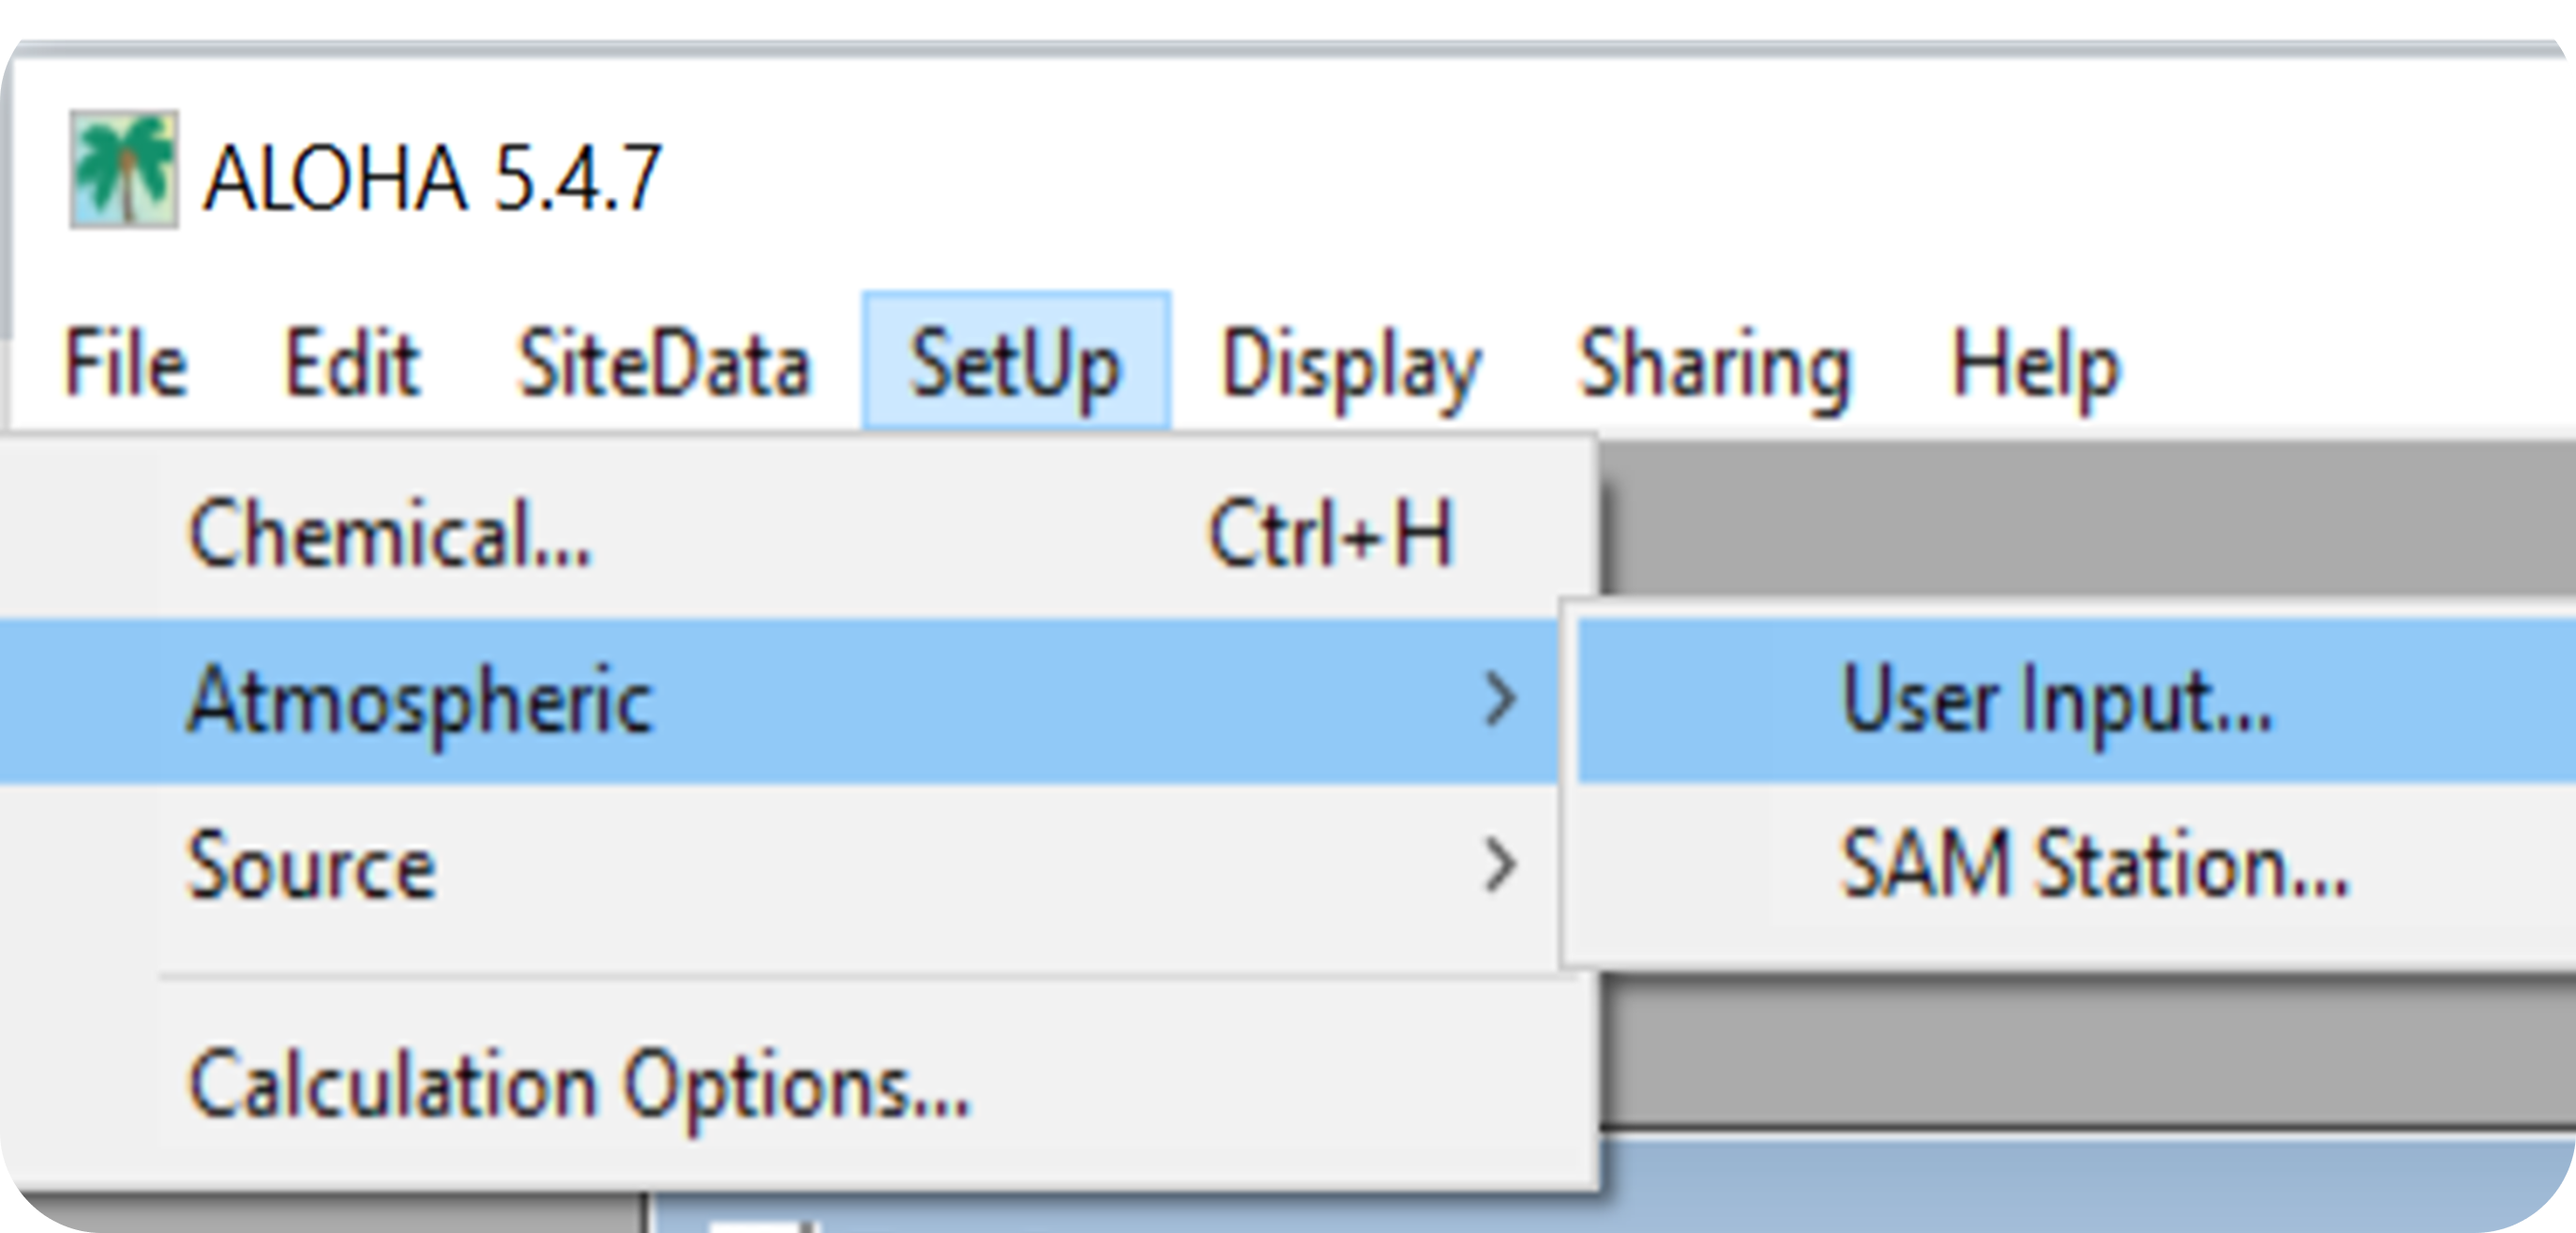 ALOHA 5.4.7
File Edit SiteData SetUp Display Sharing Help
Chemical... Ctrl+H
Atmospheric User Input...
Source SAM Station...
Calculation Options...